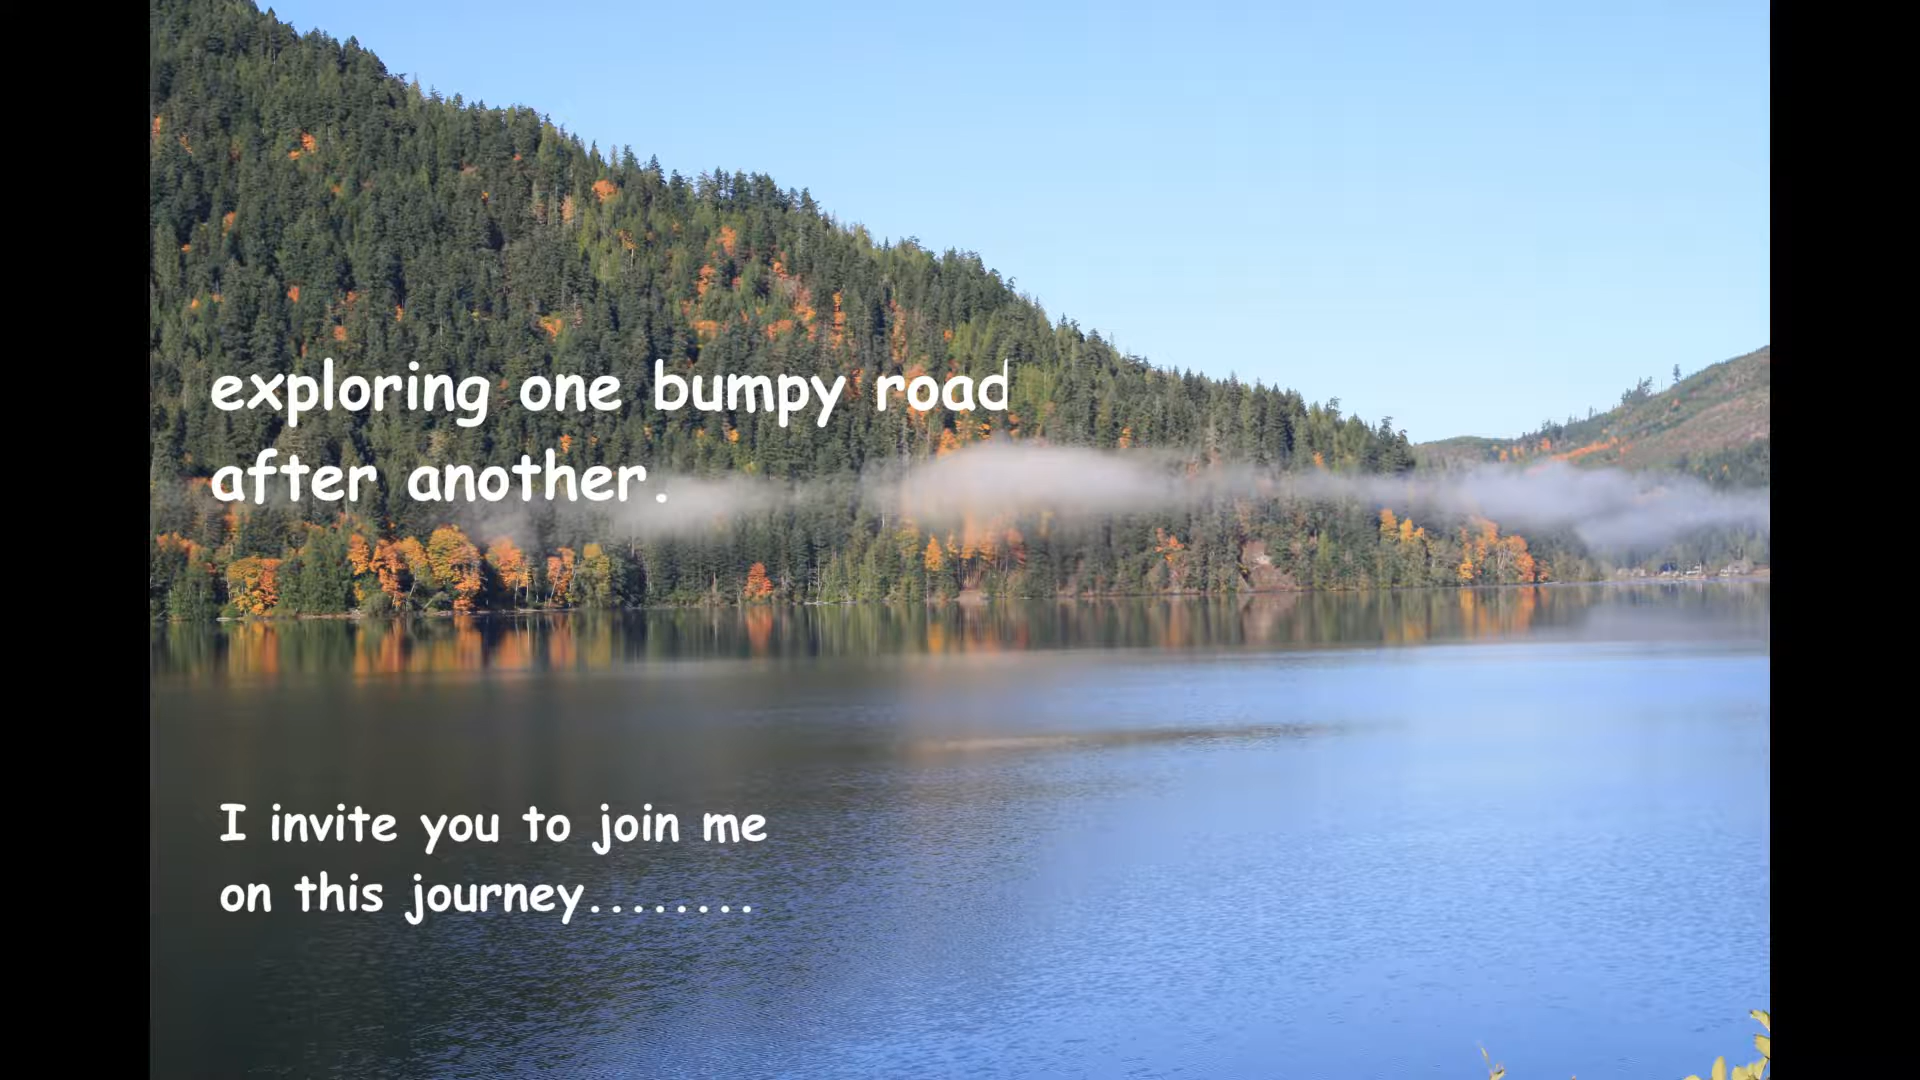 exploring one bumpy road
after another.
I invite you to join me
on this journey........